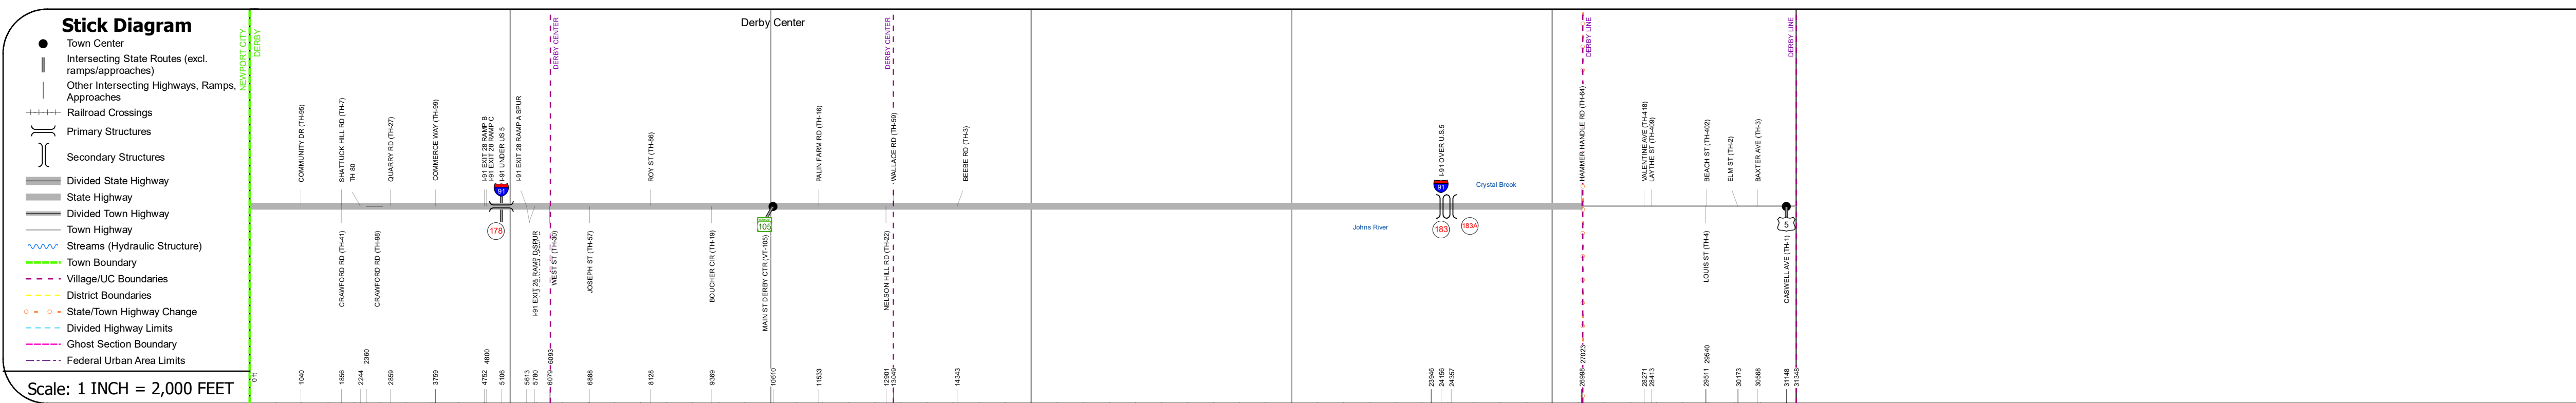 Stick Diagram
Town Center
Intersecting State Routes (excl.
ramps/approaches)
Other Intersecting Highways, Ramps,
Approaches
Railroad Crossings
Primary Structures
Secondary Structures
Divided State Highway
State Highway
Divided Town Highway
Town Highway
Streams (Hydraulic Structure)
Town Boundary
Village/UC Boundaries
District Boundaries
State/Town Highway Change
Divided Highway Limits
Ghost Section Boundary
Federal Urban Area Limits
Scale: 1 INCH = 2,000 FEET
NEWPORT CITY
DERBY
DERBY CENTER
Derby Center
DERBY CENTER
DERBY LINE
DERBY LINE
COMMUNITY DR (TH-95)
SHATTUCK HILL RD (TH-7)
TH 80
QUARRY RD (TH-27)
COMMERCE WAY (TH-99)
I-91 EXIT 28 RAMP B
I-91 EXIT 28 RAMP C
I-91 UNDER US 5
I-91 EXIT 28 RAMP A SPUR
ROY ST (TH-86)
PALIN FARM RD (TH-16)
WALLACE RD (TH-59)
BEEBE RD (TH-3)
I-91 OVER U.S.5
HAMMER HANDLE RD (TH-64)
VALENTINE AVE (TH-418)
LAYTHE ST (TH-409)
BEACH ST (TH-402)
ELM ST (TH-2)
BAXTER AVE (TH-3)
91
91
Crystal Brook
Johns River
178
105
183
183A
5
CRAWFORD RD (TH-41)
CRAWFORD RD (TH-98)
I-91 EXIT 28 RAMP D SPUR
WEST ST (TH-30)
JOSEPH ST (TH-57)
BOUCHER CIR (TH-19)
MAIN ST DERBY CTR (VT-105)
NELSON HILL RD (TH-22)
LOUIS ST (TH-4)
CASWELL AVE (TH-1)
0 ft
1040
1856
2244
2360
2859
3759
4752
4800
5106
5613
5780
6079
6093
6888
8128
9369
10610
11533
12901
13049
14343
23946
24156
24357
26998
27023
28271
28413
29511
29540
30173
30568
31148
31348